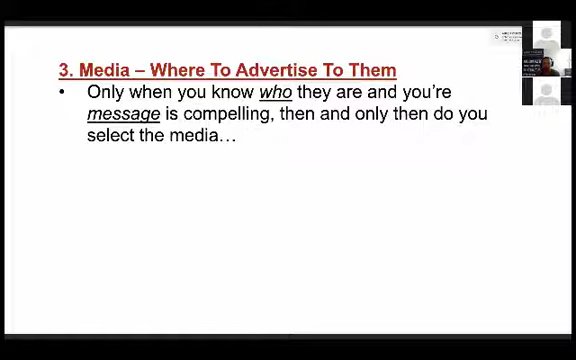 3. Media – Where To Advertise To Them
• Only when you know who they are and you're
message is compelling, then and only then do you
select the media…